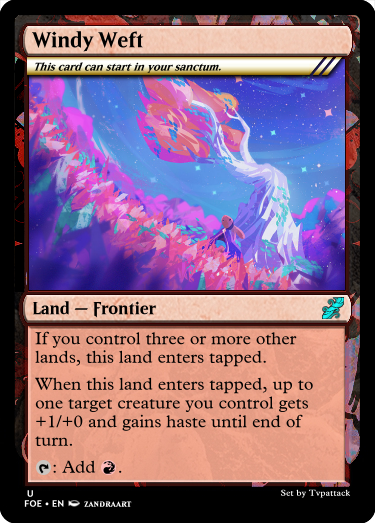 Windy Weft
This card can start in your sanctum.
Land — Frontier
If you control three or more other
lands, this land enters tapped.
When this land enters tapped, up to
one target creature you control gets
+1/+0 and gains haste until end of
turn.
: Add .
U
FOE • EN ZANDRAART
Set by Tvpattack